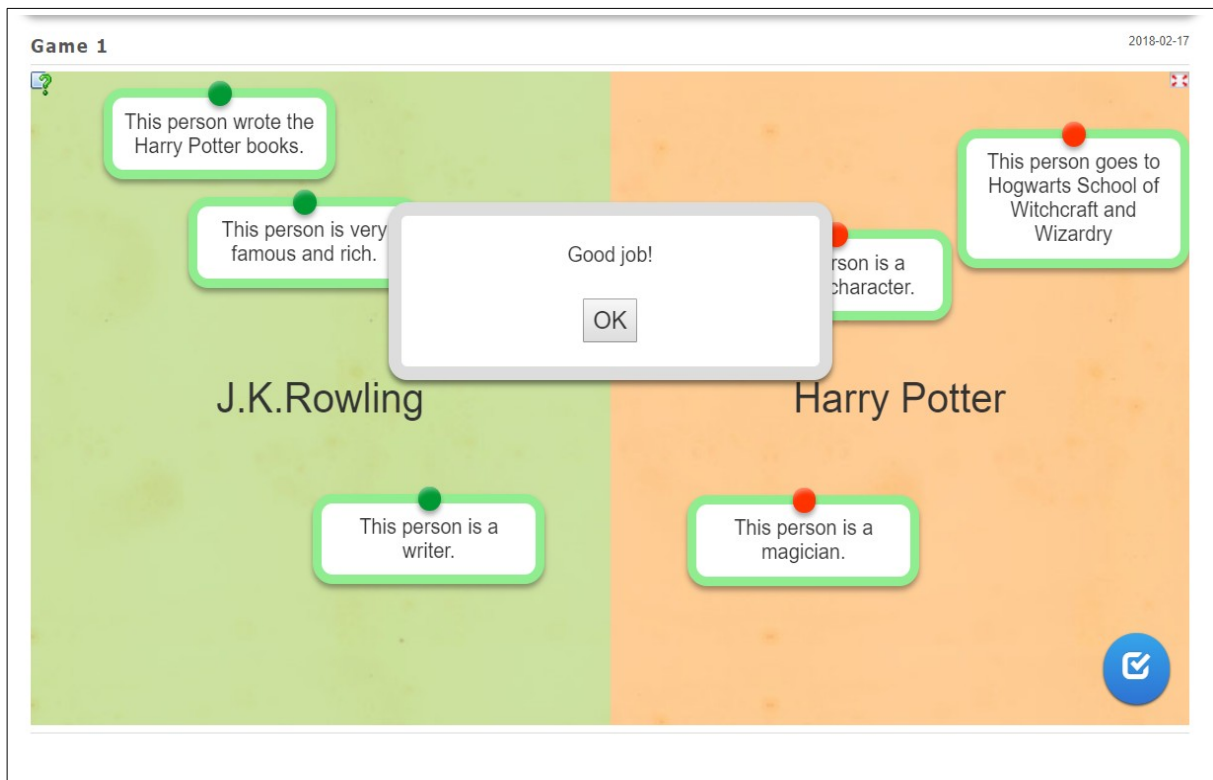 Game 1
2018-02-17
This person wrote the
Harry Potter books.
This person goes to
Hogwarts School of
Witchcraft and
Wizardry
This person is very
famous and rich.
Good job!
OK
is a
character.
J.K.Rowling
Harry Potter
This person is a
writer.
This person is a
magician.